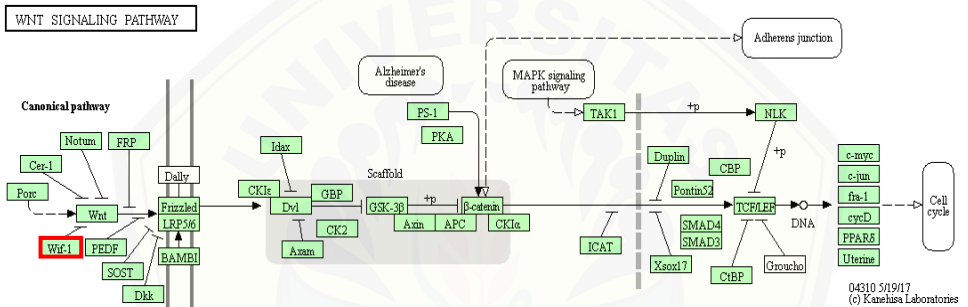 WNT SIGNALING PATHWAY
Adherens junction
Alzheimer's
disease
MAPK signaling
pathway
Canonical pathway
PS-1
PKA
TAK1
+p
NLK
Notum
FRP
Cer-1
Porc
Wnt
Wif-1
PEDF
SOST
Dkk
Dally
Frizzled
LRP5/6
BAMBI
Idax
CKIε
Dvl
GBP
CK2
Axam
Scaffold
GSK-3β
+p
β-catenin
Axin
APC
CKIα
ICAT
Duplin
Pontin52
CBP
+p
SMAD4
SMAD3
Xsox17
TCF/LEF
CtBP
Groucho
DNA
c-myc
c-jun
fra-1
cycD
PPARδ
Uterine
Cell
cycle
UNIVERSITAS
04310 5/19/17
(c) Kanehisa Laboratories